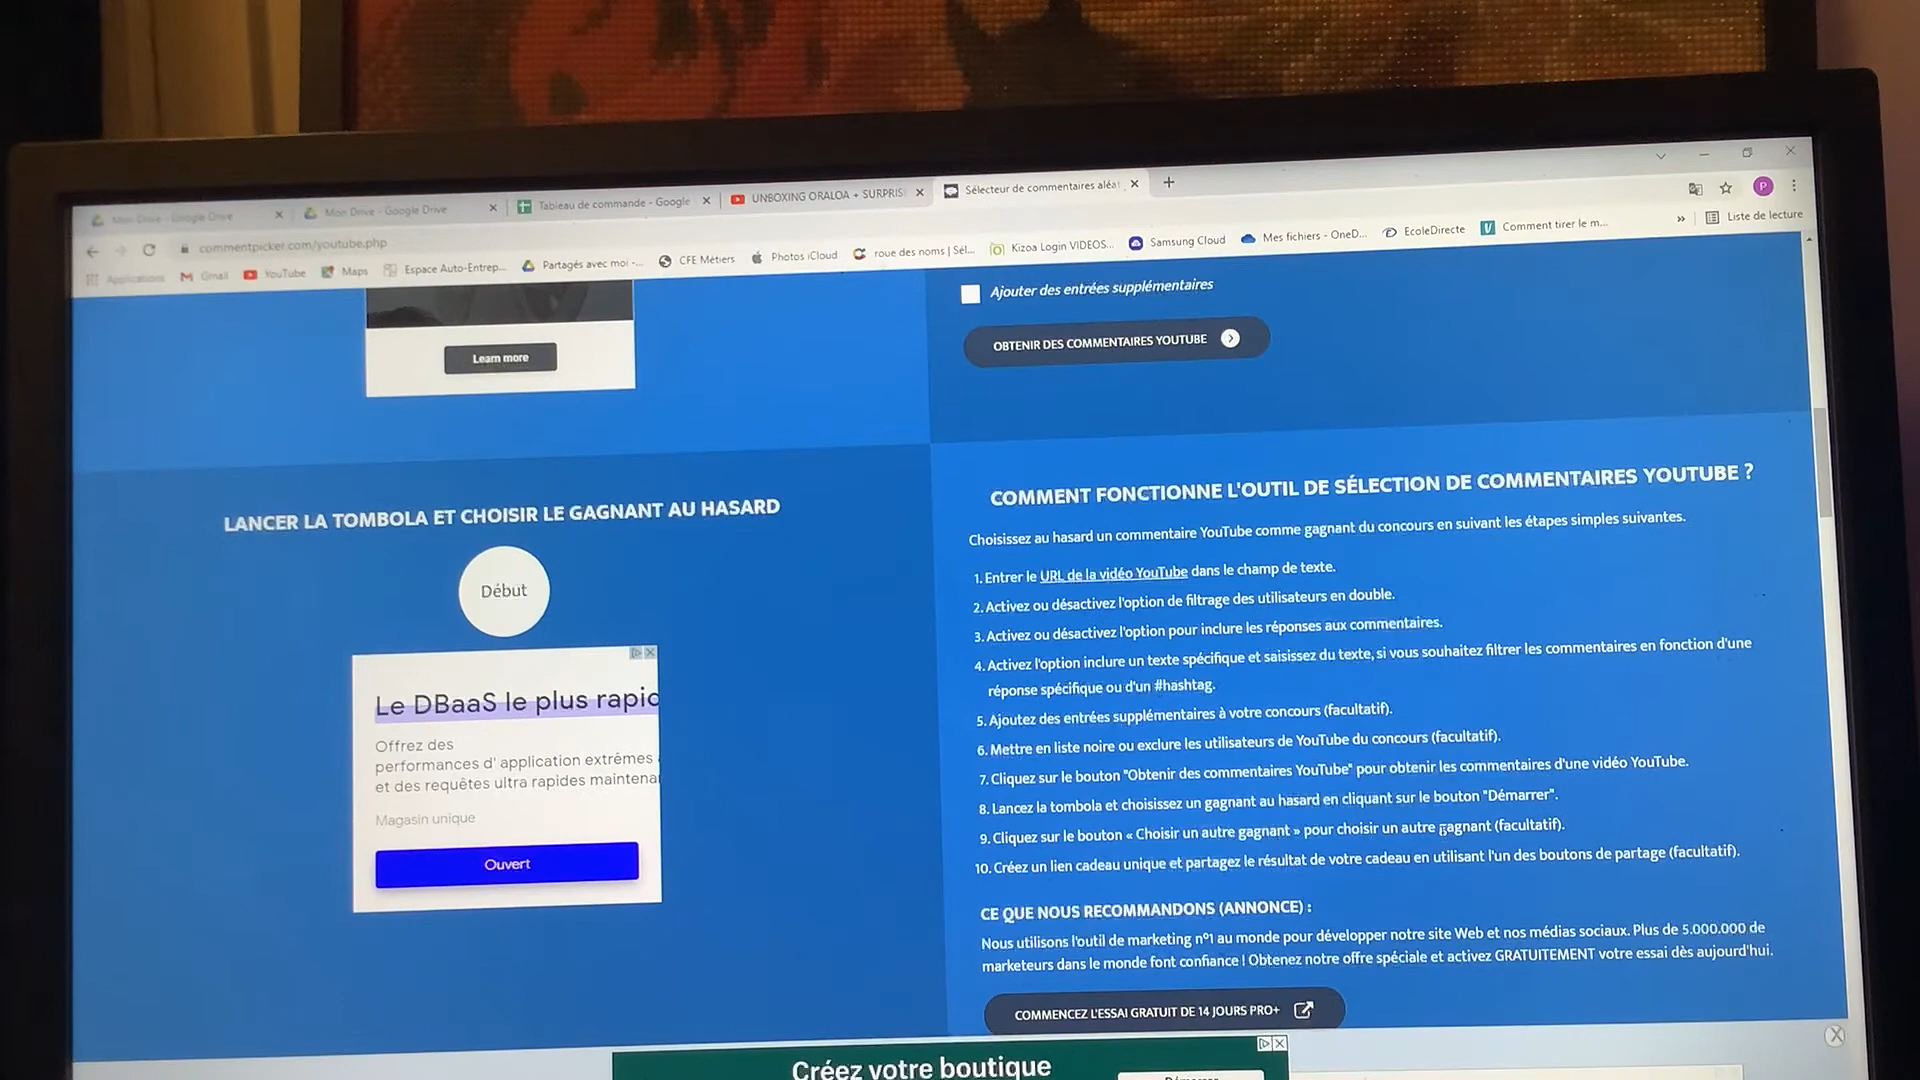 Mon Drive - Google Drive
Mon Drive - Google Drive
Tableau de commande - Google
UNBOXING ORALOA + SURPRIS
Sélecteur de commentaires aléa
commentpicker.com/youtube.php
P
Applications
Gmail
YouTube
Maps
Espace Auto-Entrep...
Partagés avec moi -...
CFE Métiers
Photos iCloud
roue des noms | Sél...
Kizoa Login VIDEOS...
Samsung Cloud
Mes fichiers - OneD...
EcoleDirecte
Comment tirer le m...
»
Liste de lecture
Learn more
Ajouter des entrées supplémentaires
OBTENIR DES COMMENTAIRES YOUTUBE
LANCER LA TOMBOLA ET CHOISIR LE GAGNANT AU HASARD
Début
Le DBaaS le plus rapid
Offrez des
performances d' application extrêmes
et des requêtes ultra rapides maintena
Magasin unique
Ouvert
COMMENT FONCTIONNE L'OUTIL DE SÉLECTION DE COMMENTAIRES YOUTUBE ?
Choisissez au hasard un commentaire YouTube comme gagnant du concours en suivant les étapes simples suivantes.
1. Entrer le URL de la vidéo YouTube dans le champ de texte.
2. Activez ou désactivez l'option de filtrage des utilisateurs en double.
3. Activez ou désactivez l'option pour inclure les réponses aux commentaires.
4. Activez l'option inclure un texte spécifique et saisissez du texte, si vous souhaitez filtrer les commentaires en fonction d'une
réponse spécifique ou d'un #hashtag.
5. Ajoutez des entrées supplémentaires à votre concours (facultatif).
6. Mettre en liste noire ou exclure les utilisateurs de YouTube du concours (facultatif).
7. Cliquez sur le bouton "Obtenir des commentaires YouTube" pour obtenir les commentaires d'une vidéo YouTube.
8. Lancez la tombola et choisissez un gagnant au hasard en cliquant sur le bouton "Démarrer".
9. Cliquez sur le bouton « Choisir un autre gagnant » pour choisir un autre gagnant (facultatif).
10. Créez un lien cadeau unique et partagez le résultat de votre cadeau en utilisant l'un des boutons de partage (facultatif).
CE QUE NOUS RECOMMANDONS (ANNONCE) :
Nous utilisons l'outil de marketing nº1 au monde pour développer notre site Web et nos médias sociaux. Plus de 5.000.000 de
marketeurs dans le monde font confiance ! Obtenez notre offre spéciale et activez GRATUITEMENT votre essai dès aujourd'hui.
COMMENCEZ L'ESSAI GRATUIT DE 14 JOURS PRO+
Créez votre boutique